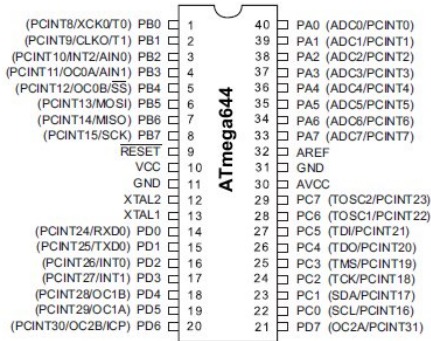 (PCINT8/XCK0/T0) PB0 1 40 PA0 (ADC0/PCINT0)
(PCINT9/CLKO/T1) PB1 2 39 PA1 (ADC1/PCINT1)
(PCINT10/INT2/AIN0) PB2 3 38 PA2 (ADC2/PCINT2)
(PCINT11/OC0A/AIN1) PB3 4 37 PA3 (ADC3/PCINT3)
(PCINT12/OC0B/SS) PB4 5 36 PA4 (ADC4/PCINT4)
(PCINT13/MOSI) PB5 6 35 PA5 (ADC5/PCINT5)
(PCINT14/MISO) PB6 7 34 PA6 (ADC6/PCINT6)
(PCINT15/SCK) PB7 8 33 PA7 (ADC7/PCINT7)
RESET 9 32 AREF
VCC 10 31 GND
GND 11 30 AVCC
XTAL2 12 29 PC7 (TOSC2/PCINT23)
XTAL1 13 28 PC6 (TOSC1/PCINT22)
(PCINT24/RXD0) PD0 14 27 PC5 (TDI/PCINT21)
(PCINT25/TXD0) PD1 15 26 PC4 (TDO/PCINT20)
(PCINT26/INT0) PD2 16 25 PC3 (TMS/PCINT19)
(PCINT27/INT1) PD3 17 24 PC2 (TCK/PCINT18)
(PCINT28/OC1B) PD4 18 23 PC1 (SDA/PCINT17)
(PCINT29/OC1A) PD5 19 22 PC0 (SCL/PCINT16)
(PCINT30/OC2B/ICP) PD6 20 21 PD7 (OC2A/PCINT31)
ATmega644